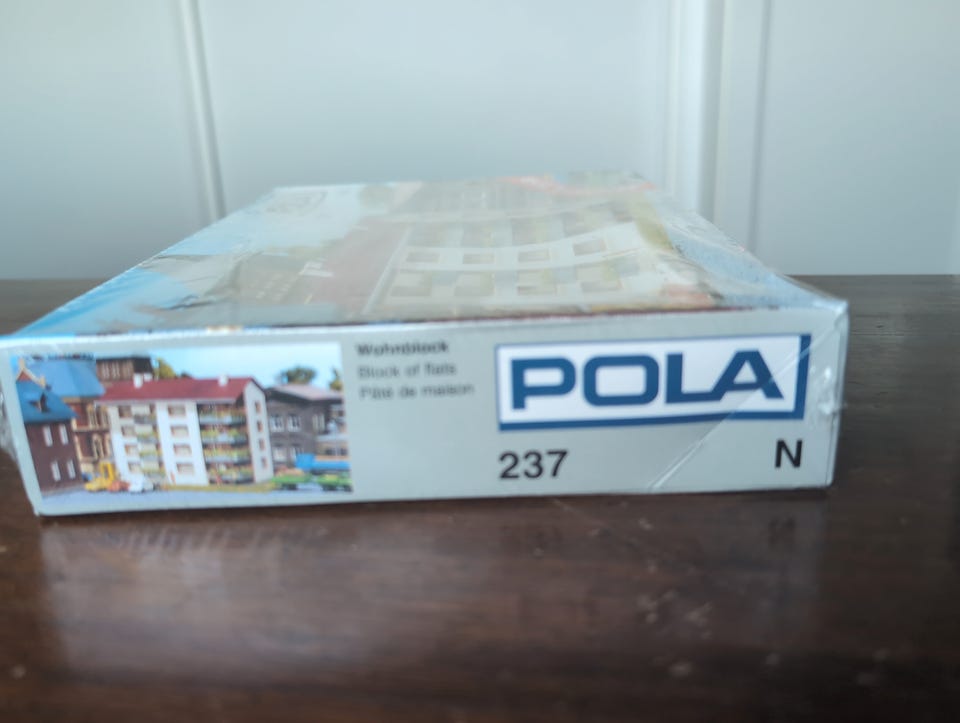 Wohnblock
Block of flats
Pâté de maison
POLA
237
N